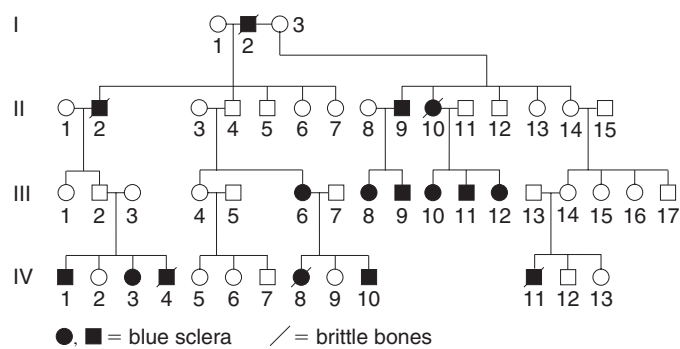 I
1 2 3
II
1 2 3 4 5 6 7 8 9 10 11 12 13 14 15
III
1 2 3 4 5 6 7 8 9 10 11 12 13 14 15 16 17
IV
1 2 3 4 5 6 7 8 9 10 11 12 13
, = blue sclera / = brittle bones